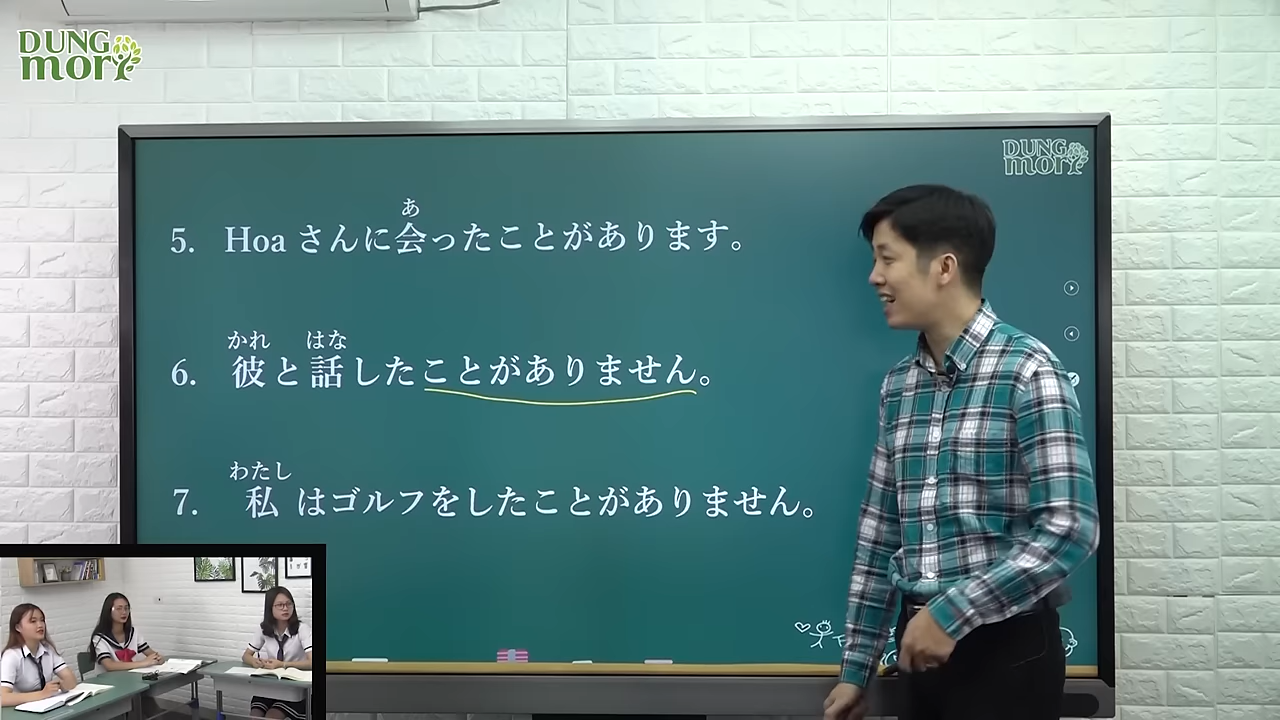 DUNG
mori
DUNG
mori
あ
5. Hoa さんに会ったことがあります。
かれ はな
6. 彼と話したことがありません。
わたし
7. 私 はゴルフをしたことがありません。